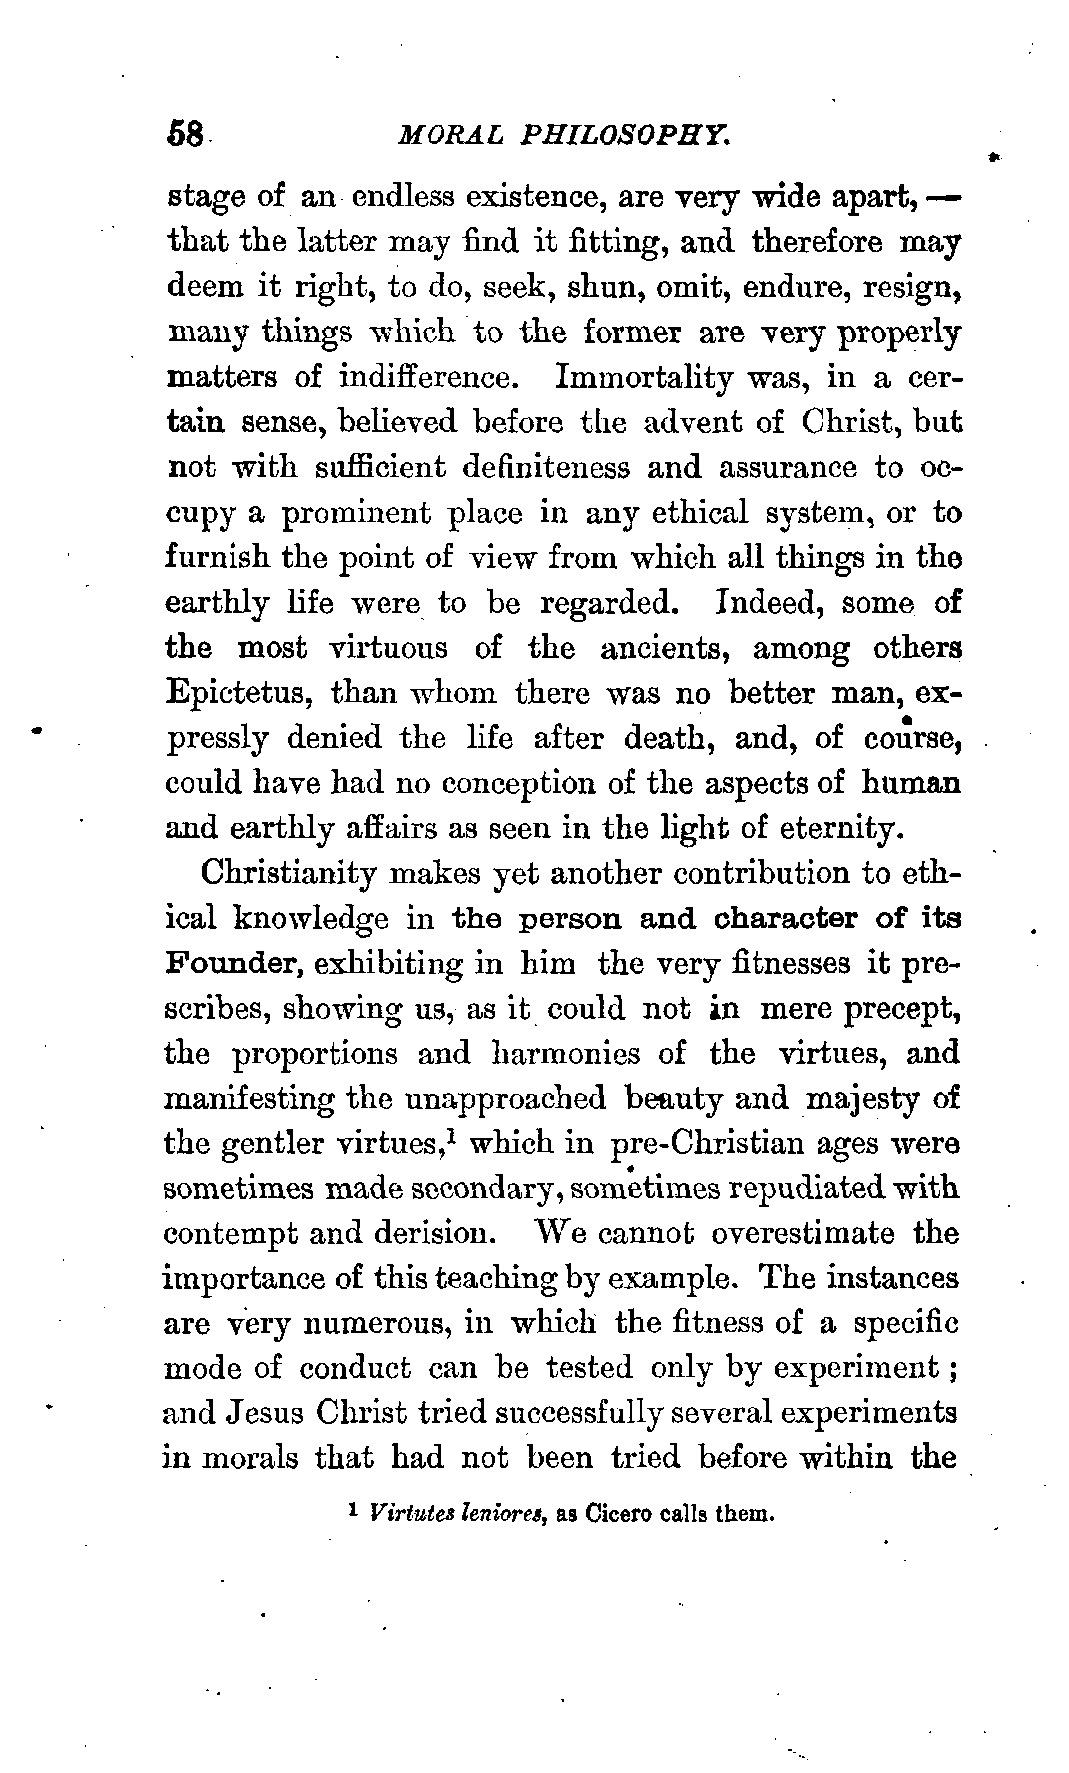 58 MORAL PHILOSOPHY.
stage of an endless existence, are very wide apart, —
that the latter may find it fitting, and therefore may
deem it right, to do, seek, shun, omit, endure, resign,
many things which to the former are very properly
matters of indifference. Immortality was, in a cer-
tain sense, believed before the advent of Christ, but
not with sufficient definiteness and assurance to oc-
cupy a prominent place in any ethical system, or to
furnish the point of view from which all things in the
earthly life were to be regarded. Indeed, some of
the most virtuous of the ancients, among others
Epictetus, than whom there was no better man, ex-
pressly denied the life after death, and, of course,
could have had no conception of the aspects of human
and earthly affairs as seen in the light of eternity.
Christianity makes yet another contribution to eth-
ical knowledge in the person and character of its
Founder, exhibiting in him the very fitnesses it pre-
scribes, showing us, as it could not in mere precept,
the proportions and harmonies of the virtues, and
manifesting the unapproached beauty and majesty of
the gentler virtues,¹ which in pre-Christian ages were
sometimes made secondary, sometimes repudiated with
contempt and derision. We cannot overestimate the
importance of this teaching by example. The instances
are very numerous, in which the fitness of a specific
mode of conduct can be tested only by experiment ;
and Jesus Christ tried successfully several experiments
in morals that had not been tried before within the
¹ Virtutes leniores, as Cicero calls them.